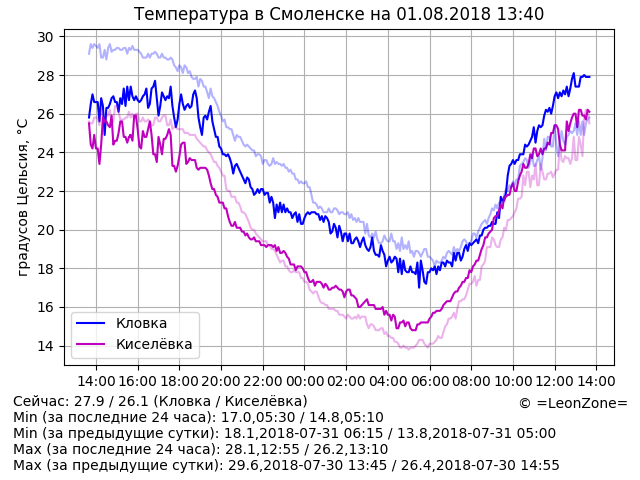 Температура в Смоленске на 01.08.2018 13:40
градусов Цельсия, °C
30
28
26
24
22
20
18
16
14
Кловка
Киселёвка
14:00 16:00 18:00 20:00 22:00 00:00 02:00 04:00 06:00 08:00 10:00 12:00 14:00
Сейчас: 27.9 / 26.1 (Кловка / Киселёвка)
© =LeonZone=
Min (за последние 24 часа): 17.0,05:30 / 14.8,05:10
Min (за предыдущие сутки): 18.1,2018-07-31 06:15 / 13.8,2018-07-31 05:00
Max (за последние 24 часа): 28.1,12:55 / 26.2,13:10
Max (за предыдущие сутки): 29.6,2018-07-30 13:45 / 26.4,2018-07-30 14:55